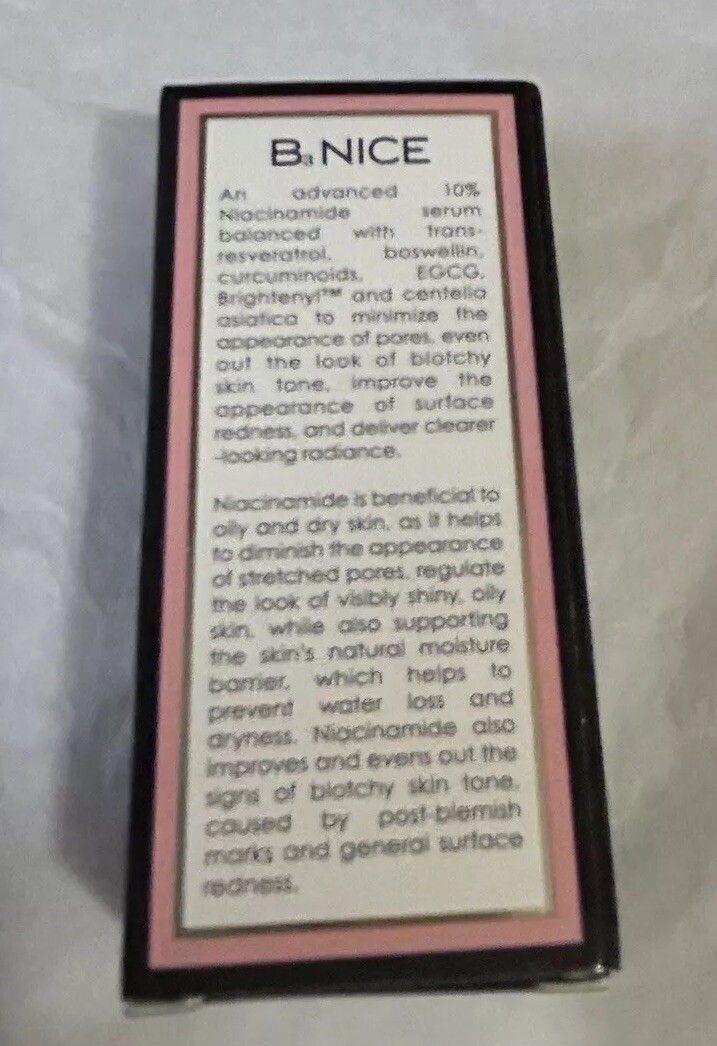 B3 NICE
An advanced 10%
Niacinamide serum
balanced with trans-
resveratrol, boswellin,
curcuminoids, EGCG,
Brightenyl™ and centella
asiatica to minimize the
appearance of pores, even
out the look of blotchy
skin tone, improve the
appearance of surface
redness, and deliver clearer
-looking radiance.
Niacinamide is beneficial to
oily and dry skin, as it helps
to diminish the appearance
of stretched pores, regulate
the look of visibly shiny, oily
skin, while also supporting
the skin's natural moisture
barrier, which helps to
prevent water loss and
dryness. Niacinamide also
improves and evens out the
signs of blotchy skin tone,
caused by post-blemish
marks and general surface
redness.